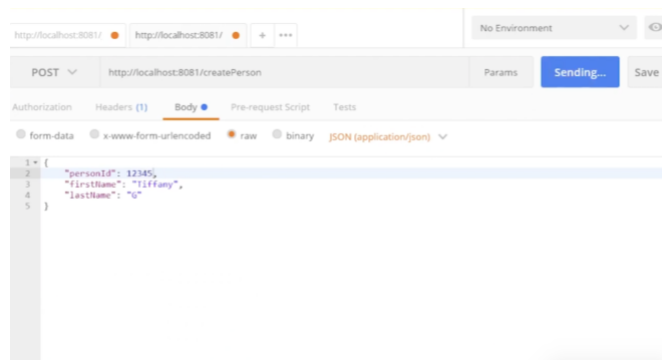 http://localhost:8081/ http://localhost:8081/ + ••• No Environment
POST http://localhost:8081/createPerson Params Sending... Save
Authorization Headers (1) Body Pre-request Script Tests
form-data x-www-form-urlencoded raw binary JSON (application/json)
1 {
2 "personId": 12345,
3 "firstName": "Tiffany",
4 "lastName": "G"
5 }